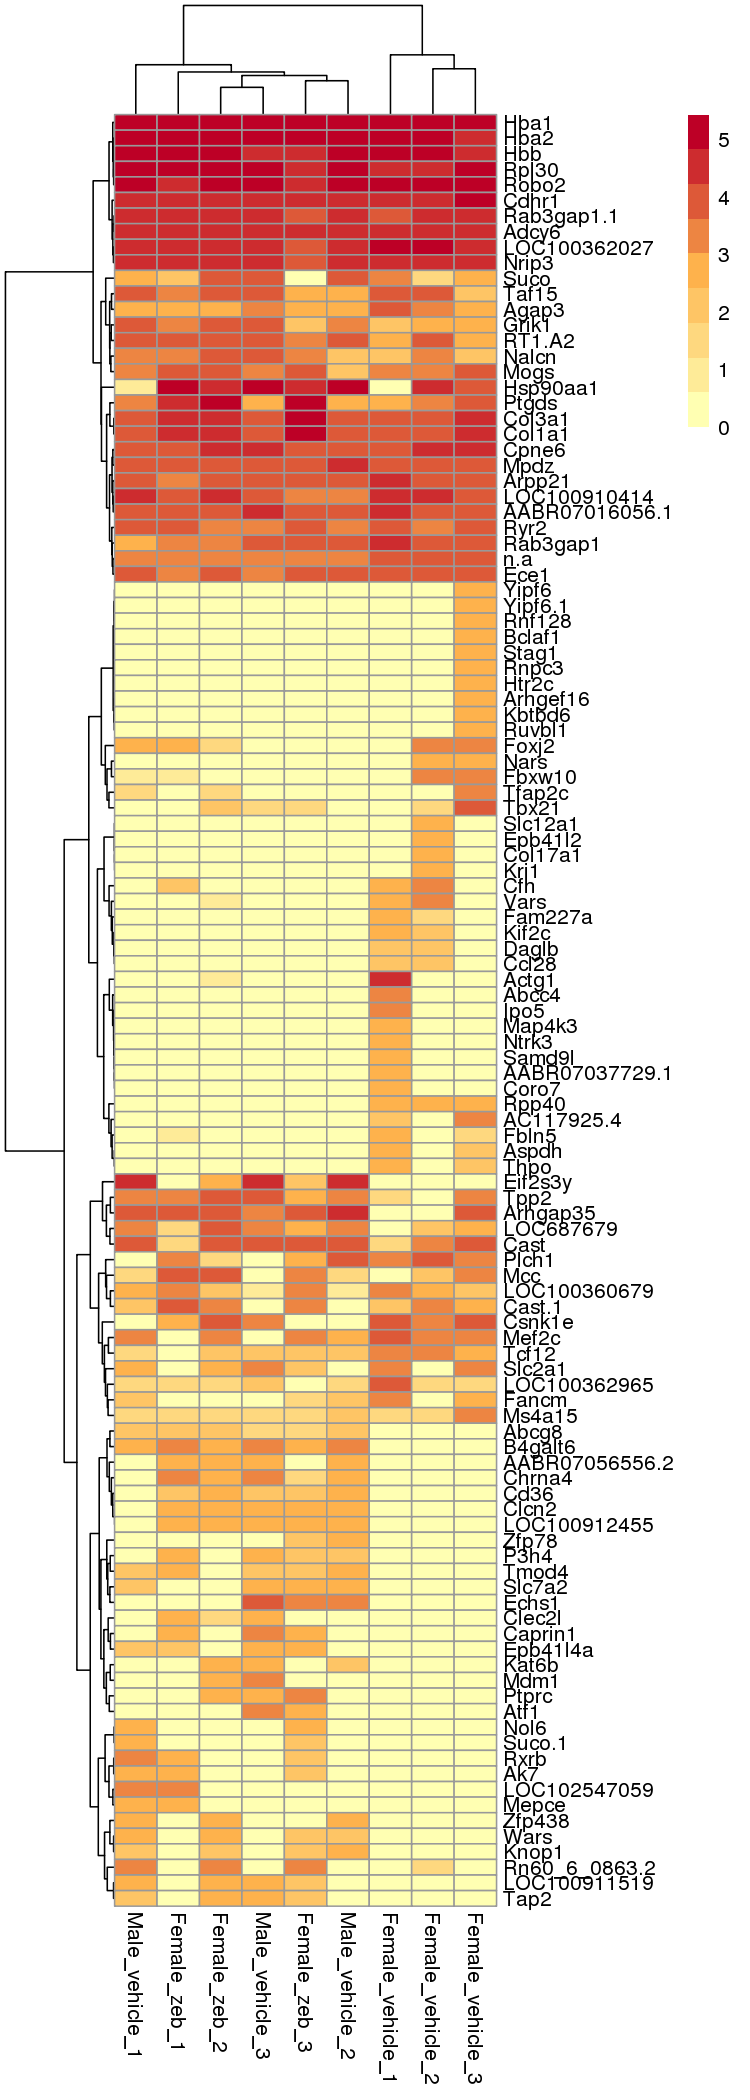 Hba1
Hba2
Hbb
Rpl30
Robo2
Cdhr1
Rab3gap1.1
Adcy6
LOC100362027
Nrip3
Suco
Taf15
Agap3
Grik1
RT1.A2
Nalcn
Mogs
Hsp90aa1
Ptgds
Col3a1
Col1a1
Cpne6
Mpdz
Arpp21
LOC100910414
AABR07016056.1
Ryr2
Rab3gap1
n.a
Ece1
Yipf6
Yipf6.1
Rnf128
Bclaf1
Stag1
Rnpc3
Htr2c
Arhgef16
Kbtbd6
Ruvbl1
Foxj2
Nars
Fbxw10
Tfap2c
Tbx21
Slc12a1
Epb41l2
Col17a1
Kri1
Cfh
Vars
Fam227a
Kif2c
Daglb
Ccl28
Actg1
Abcc4
Ipo5
Map4k3
Ntrk3
Samd9l
AABR07037729.1
Coro7
Rpp40
AC117925.4
Fbln5
Aspdh
Thpo
Eif2s3y
Tpp2
Arhgap35
LOC687679
Cast
Plch1
Mcc
LOC100360679
Cast.1
Csnk1e
Mef2c
Tcf12
Slc2a1
LOC100362965
Fancm
Ms4a15
Abcg8
B4galt6
AABR07056556.2
Chrna4
Cd36
Clcn2
LOC100912455
Zfp78
P3h4
Tmod4
Slc7a2
Echs1
Clec2l
Caprin1
Epb41l4a
Kat6b
Mdm1
Ptprc
Atf1
Nol6
Suco.1
Rxrb
Ak7
LOC102547059
Mepce
Zfp438
Wars
Knop1
Rn60_6_0863.2
LOC100911519
Tap2
5
4
3
2
1
0
Male_vehicle_1
Female_zeb_1
Female_zeb_2
Male_vehicle_3
Female_zeb_3
Male_vehicle_2
Female_vehicle_1
Female_vehicle_2
Female_vehicle_3